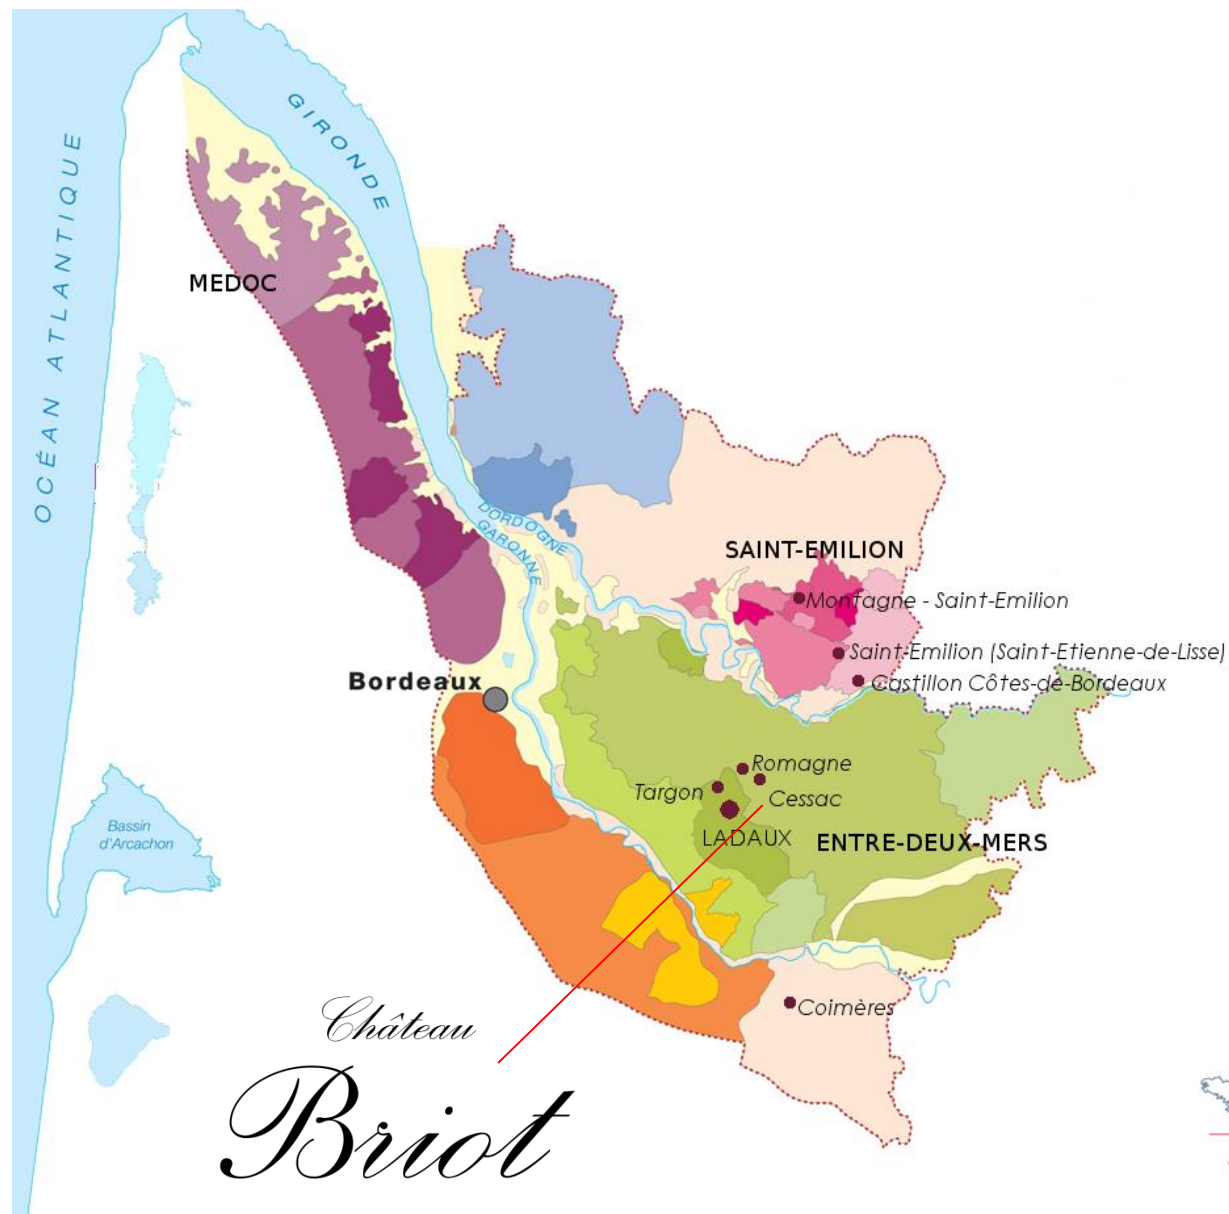 GIRONDE
OCÉAN ATLANTIQUE
MEDOC
DORDOGNE
GARONNE
SAINT-EMILION
Montagne - Saint-Emilion
Saint-Emilion (Saint-Etienne-de-Lisse)
Castillon Côtes-de-Bordeaux
Bordeaux
Romagne
Targon
Cessac
LADAUX
ENTRE-DEUX-MERS
Bassin
d'Arcachon
Coimères
Château
Briot